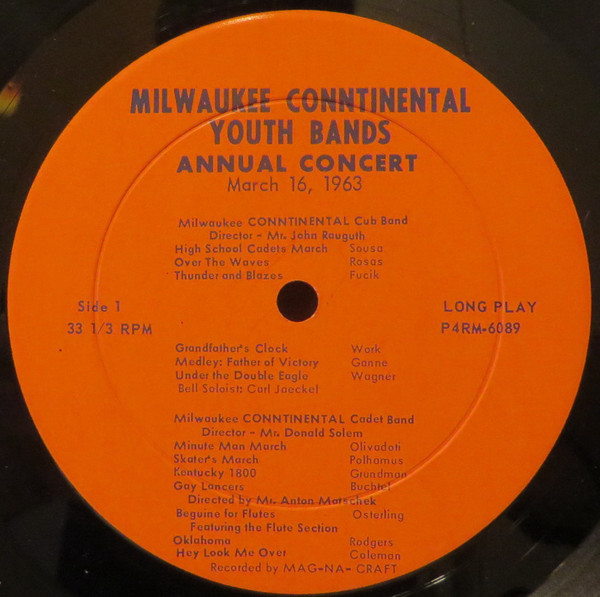 MILWAUKEE CONNTINENTAL
YOUTH BANDS
ANNUAL CONCERT
March 16, 1963
Milwaukee CONNTINENTAL Cub Band
Director - Mr. John Rauguth
High School Cadets March Sousa
Over The Waves Rosas
Thunder and Blazes Fucik
Side 1
33 1/3 RPM
LONG PLAY
P4RM-6089
Grandfather's Clock Work
Medley: Father of Victory Ganne
Under the Double Eagle Wagner
Bell Soloist: Carl Jaeckel
Milwaukee CONNTINENTAL Cadet Band
Director - Mr. Donald Solem
Minute Man March Olivadoti
Skater's March Polhamus
Kentucky 1800 Grundman
Gay Lancers Buchtel
Directed by Mr. Anton Matschek
Beguine for Flutes Osterling
Featuring the Flute Section
Oklahoma Rodgers
Hey Look Me Over Coleman
Recorded by MAG-NA-CRAFT